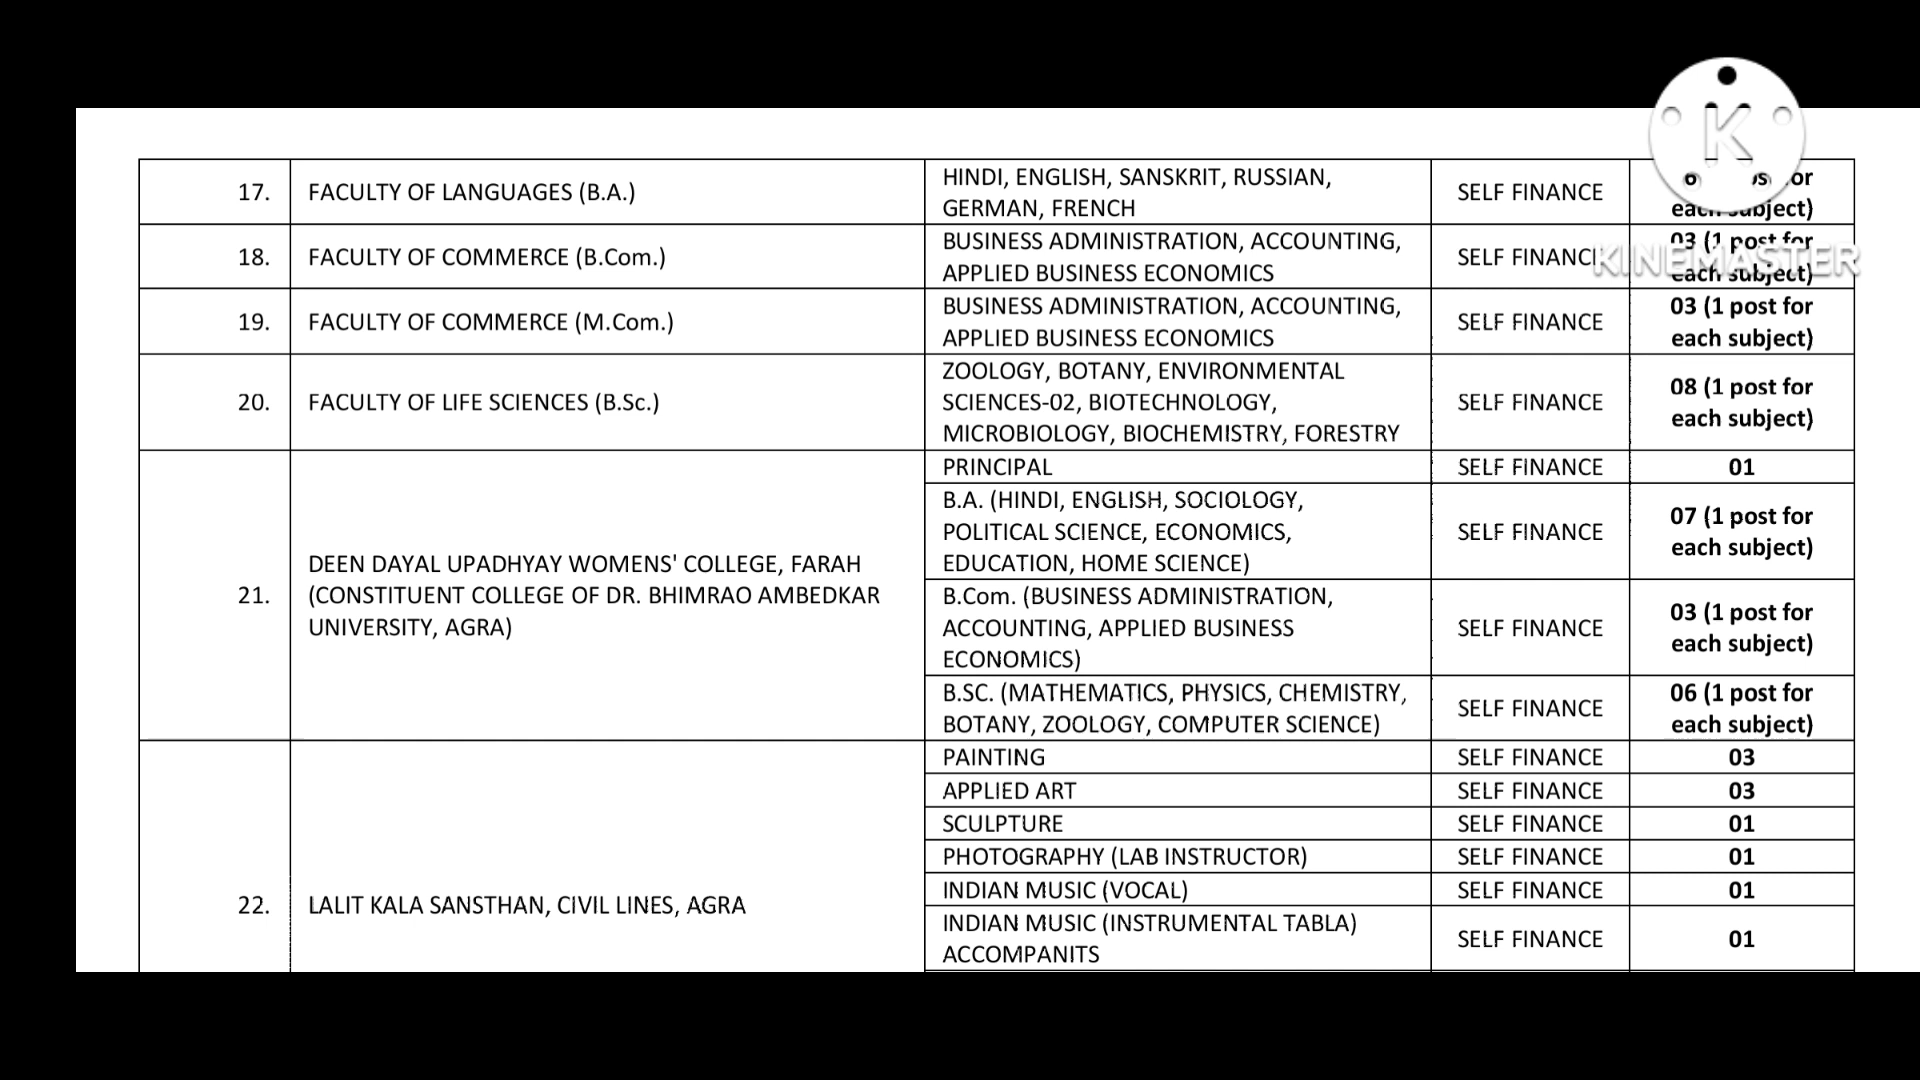 K
KINEMASTER
17.
FACULTY OF LANGUAGES (B.A.)
HINDI, ENGLISH, SANSKRIT, RUSSIAN,
GERMAN, FRENCH
SELF FINANCE
each subject)
18.
FACULTY OF COMMERCE (B.Com.)
BUSINESS ADMINISTRATION, ACCOUNTING,
APPLIED BUSINESS ECONOMICS
SELF FINANCE
03 (1 post for
each subject)
19.
FACULTY OF COMMERCE (M.Com.)
BUSINESS ADMINISTRATION, ACCOUNTING,
APPLIED BUSINESS ECONOMICS
SELF FINANCE
03 (1 post for
each subject)
20.
FACULTY OF LIFE SCIENCES (B.Sc.)
ZOOLOGY, BOTANY, ENVIRONMENTAL
SCIENCES-02, BIOTECHNOLOGY,
MICROBIOLOGY, BIOCHEMISTRY, FORESTRY
SELF FINANCE
08 (1 post for
each subject)
21.
DEEN DAYAL UPADHYAY WOMENS' COLLEGE, FARAH
(CONSTITUENT COLLEGE OF DR. BHIMRAO AMBEDKAR
UNIVERSITY, AGRA)
PRINCIPAL
SELF FINANCE
01
B.A. (HINDI, ENGLISH, SOCIOLOGY,
POLITICAL SCIENCE, ECONOMICS,
EDUCATION, HOME SCIENCE)
SELF FINANCE
07 (1 post for
each subject)
B.Com. (BUSINESS ADMINISTRATION,
ACCOUNTING, APPLIED BUSINESS
ECONOMICS)
SELF FINANCE
03 (1 post for
each subject)
B.SC. (MATHEMATICS, PHYSICS, CHEMISTRY,
BOTANY, ZOOLOGY, COMPUTER SCIENCE)
SELF FINANCE
06 (1 post for
each subject)
22.
LALIT KALA SANSTHAN, CIVIL LINES, AGRA
PAINTING
SELF FINANCE
03
APPLIED ART
SELF FINANCE
03
SCULPTURE
SELF FINANCE
01
PHOTOGRAPHY (LAB INSTRUCTOR)
SELF FINANCE
01
INDIAN MUSIC (VOCAL)
SELF FINANCE
01
INDIAN MUSIC (INSTRUMENTAL TABLA)
ACCOMPANITS
SELF FINANCE
01